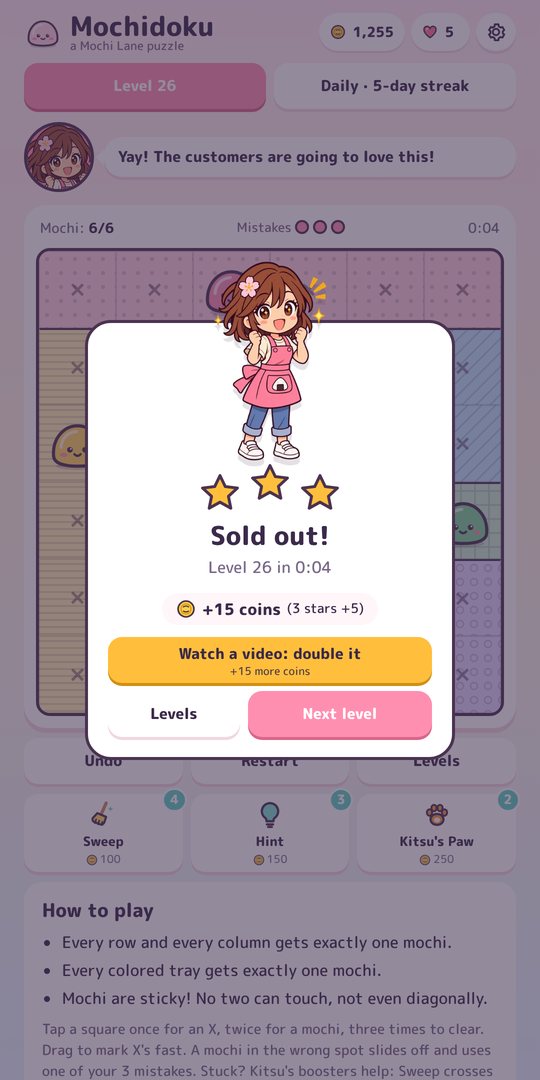 Mochidoku
a Mochi Lane puzzle
1,255
5
Level 26
Daily · 5-day streak
Yay! The customers are going to love this!
Mochi: 6/6
Mistakes
0:04
Sold out!
Level 26 in 0:04
+15 coins (3 stars +5)
Watch a video: double it
+15 more coins
Levels
Next level
Undo
Restart
Levels
4
3
2
Sweep
Hint
Kitsu's Paw
100
150
250
How to play
• Every row and every column gets exactly one mochi.
• Every colored tray gets exactly one mochi.
• Mochi are sticky! No two can touch, not even diagonally.
Tap a square once for an X, twice for a mochi, three times to clear.
Drag to mark X's fast. A mochi in the wrong spot slides off and uses
one of your 3 mistakes. Stuck? Kitsu's boosters help: Sweep crosses